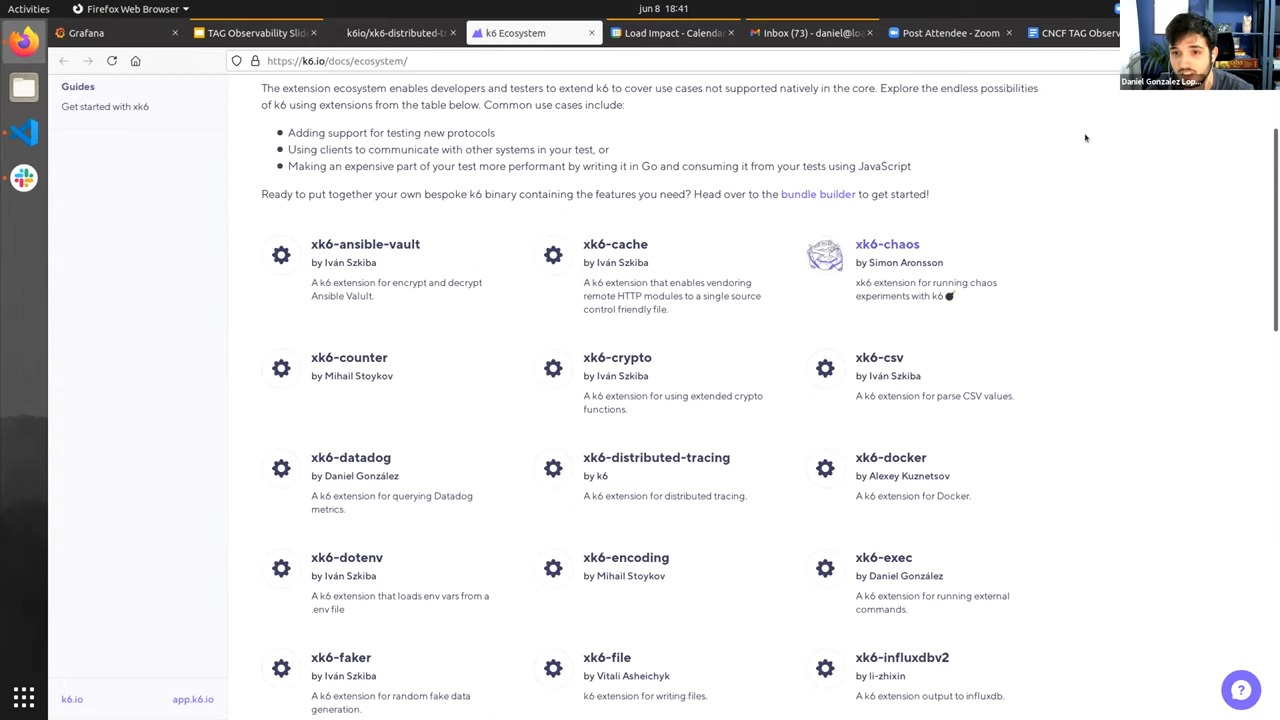 Activities
Firefox Web Browser
jun 8 18:41
Grafana
TAG Observability Slid
k6io/xk6-distributed-tr
k6 Ecosystem
Load Impact - Calenda
Inbox (73) - daniel@loa
Post Attendee - Zoom
CNCF TAG Obser
https://k6.io/docs/ecosystem/
Daniel Gonzalez Lop...
Guides
Get started with xk6
The extension ecosystem enables developers and testers to extend k6 to cover use cases not supported natively in the core. Explore the endless possibilities
of k6 using extensions from the table below. Common use cases include:
Adding support for testing new protocols
Using clients to communicate with other systems in your test, or
Making an expensive part of your test more performant by writing it in Go and consuming it from your tests using JavaScript
Ready to put together your own bespoke k6 binary containing the features you need? Head over to the bundle builder to get started!
xk6-ansible-vault
by Iván Szkiba
A k6 extension for encrypt and decrypt
Ansible Valult.
xk6-cache
by Iván Szkiba
A k6 extension that enables vendoring
remote HTTP modules to a single source
control friendly file.
xk6-chaos
by Simon Aronsson
xk6 extension for running chaos
experiments with k6 💣
xk6-counter
by Mihail Stoykov
xk6-crypto
by Iván Szkiba
A k6 extension for using extended crypto
functions.
xk6-csv
by Iván Szkiba
A k6 extension for parse CSV values.
xk6-datadog
by Daniel González
A k6 extension for querying Datadog
metrics.
xk6-distributed-tracing
by k6
A k6 extension for distributed tracing.
xk6-docker
by Alexey Kuznetsov
A k6 extension for Docker.
xk6-dotenv
by Iván Szkiba
A k6 extension that loads env vars from a
.env file
xk6-encoding
by Mihail Stoykov
xk6-exec
by Daniel González
A k6 extension for running external
commands.
xk6-faker
by Iván Szkiba
A k6 extension for random fake data
generation.
xk6-file
by Vitali Asheichyk
k6 extension for writing files.
xk6-influxdbv2
by li-zhixin
A k6 extension output to influxdb.
k6.io
app.k6.io